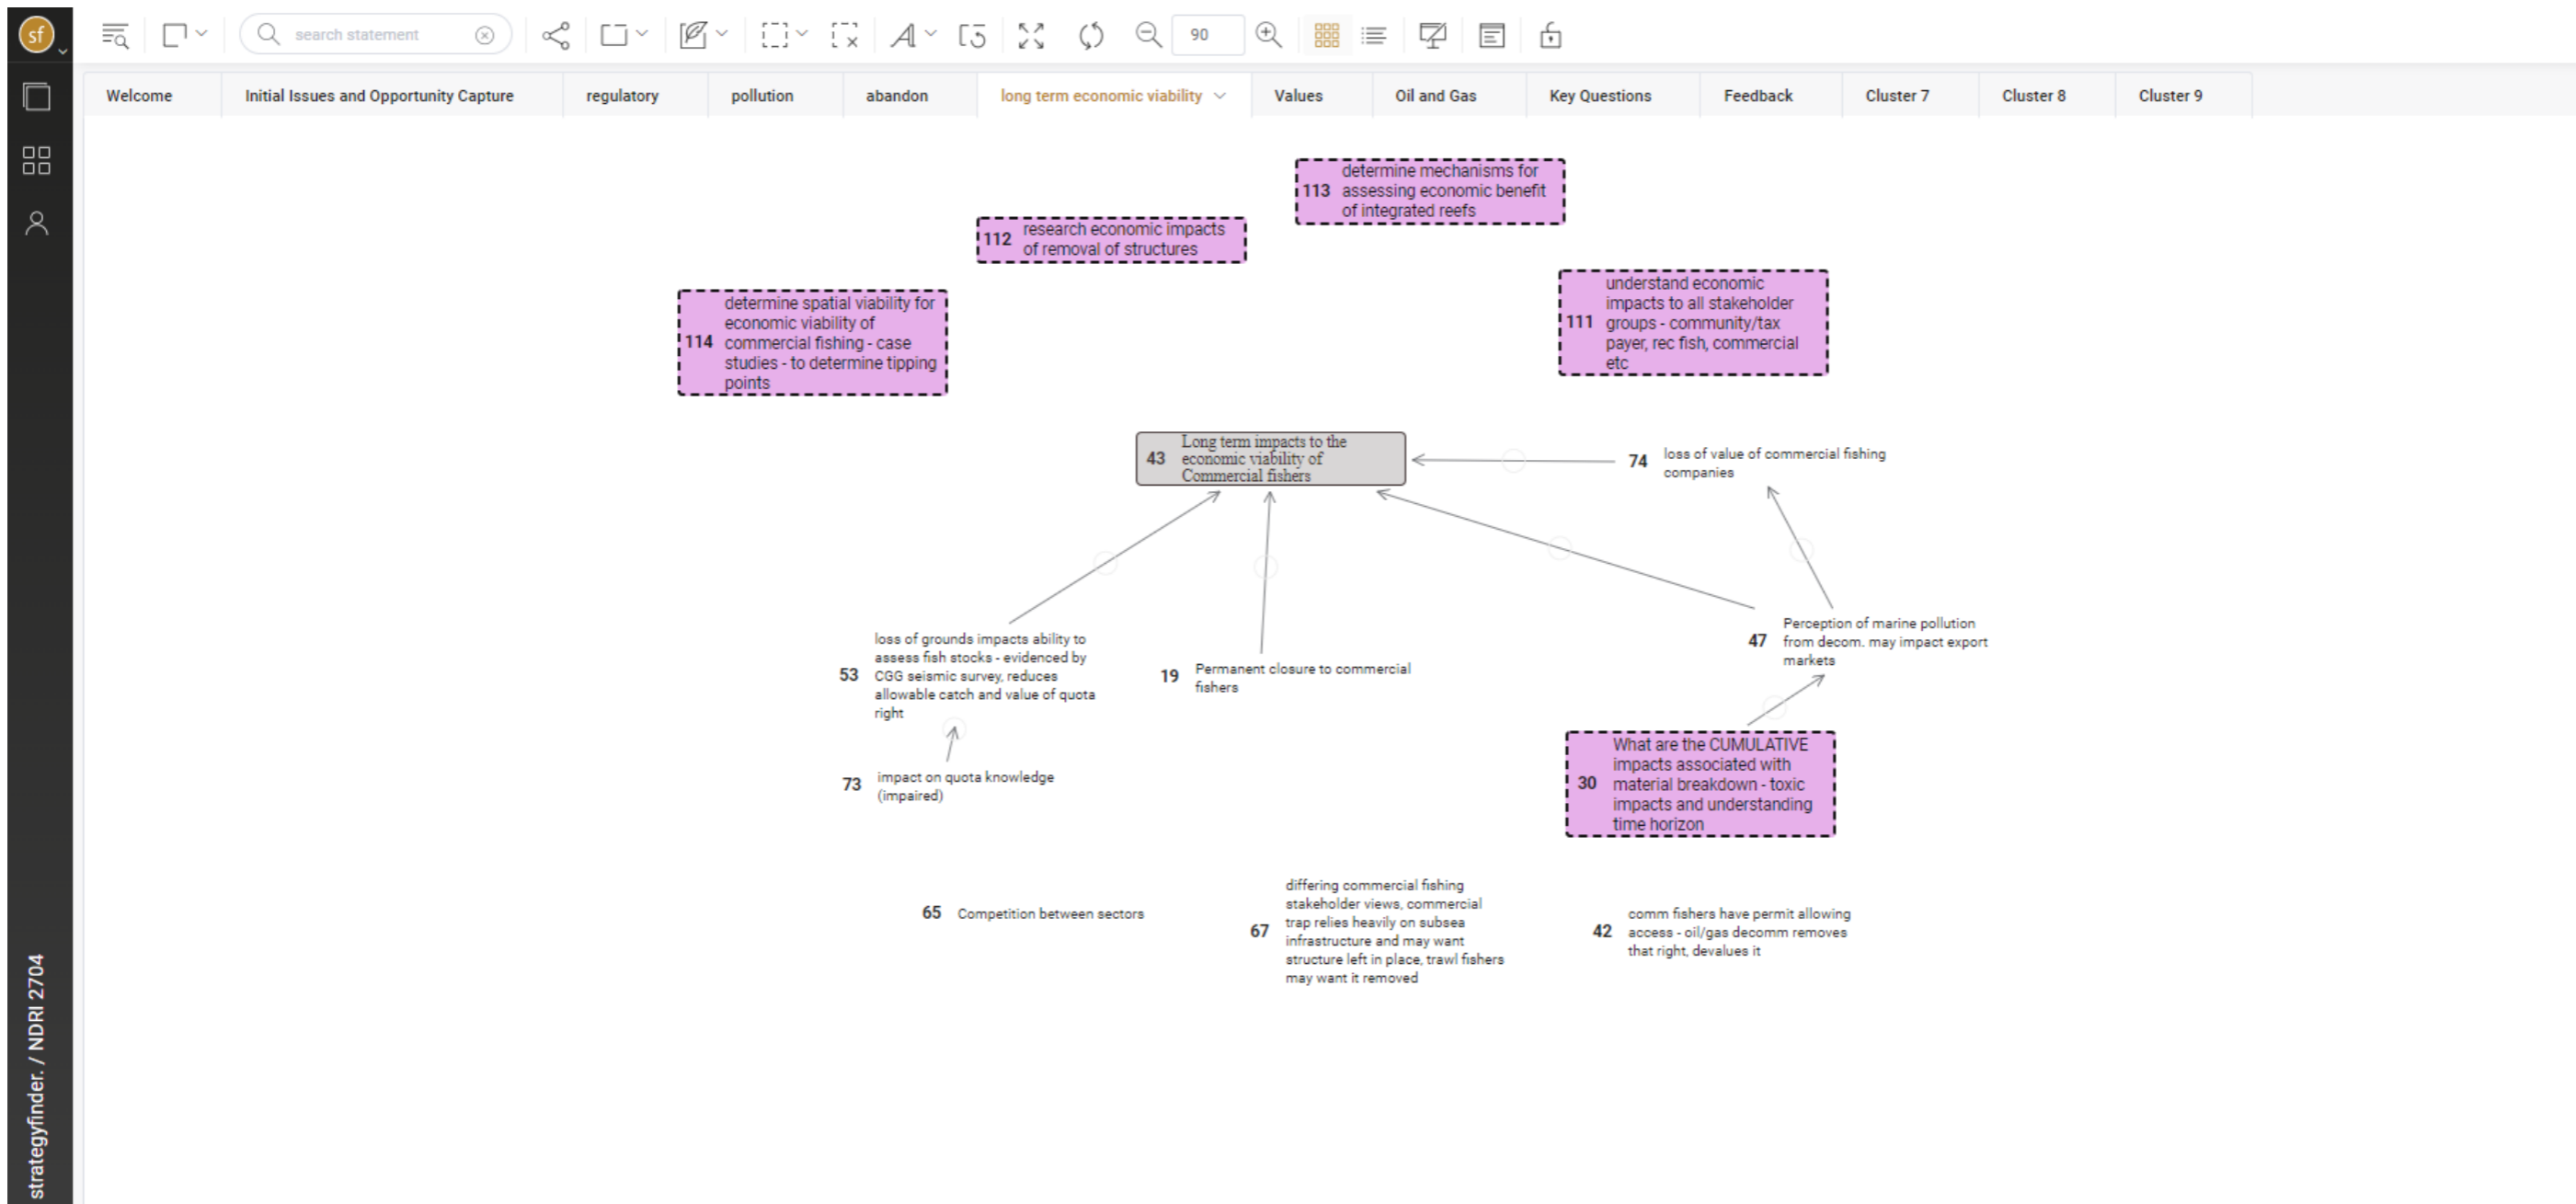 sf
search statement
90
Welcome
Initial Issues and Opportunity Capture
regulatory
pollution
abandon
long term economic viability
Values
Oil and Gas
Key Questions
Feedback
Cluster 7
Cluster 8
Cluster 9
113
determine mechanisms for
assessing economic benefit
of integrated reefs
112
research economic impacts
of removal of structures
111
understand economic
impacts to all stakeholder
groups - community/tax
payer, rec fish, commercial
etc
114
determine spatial viability for
economic viability of
commercial fishing - case
studies - to determine tipping
points
43
Long term impacts to the
economic viability of
Commercial fishers
74
loss of value of commercial fishing
companies
53
loss of grounds impacts ability to
assess fish stocks - evidenced by
CGG seismic survey, reduces
allowable catch and value of quota
right
19
Permanent closure to commercial
fishers
47
Perception of marine pollution
from decom. may impact export
markets
73
impact on quota knowledge
(impaired)
30
What are the CUMULATIVE
impacts associated with
material breakdown - toxic
impacts and understanding
time horizon
65
Competition between sectors
67
differing commercial fishing
stakeholder views, commercial
trap relies heavily on subsea
infrastructure and may want
structure left in place, trawl fishers
may want it removed
42
comm fishers have permit allowing
access - oil/gas decomm removes
that right, devalues it
strategyfinder. / NDRI 2704